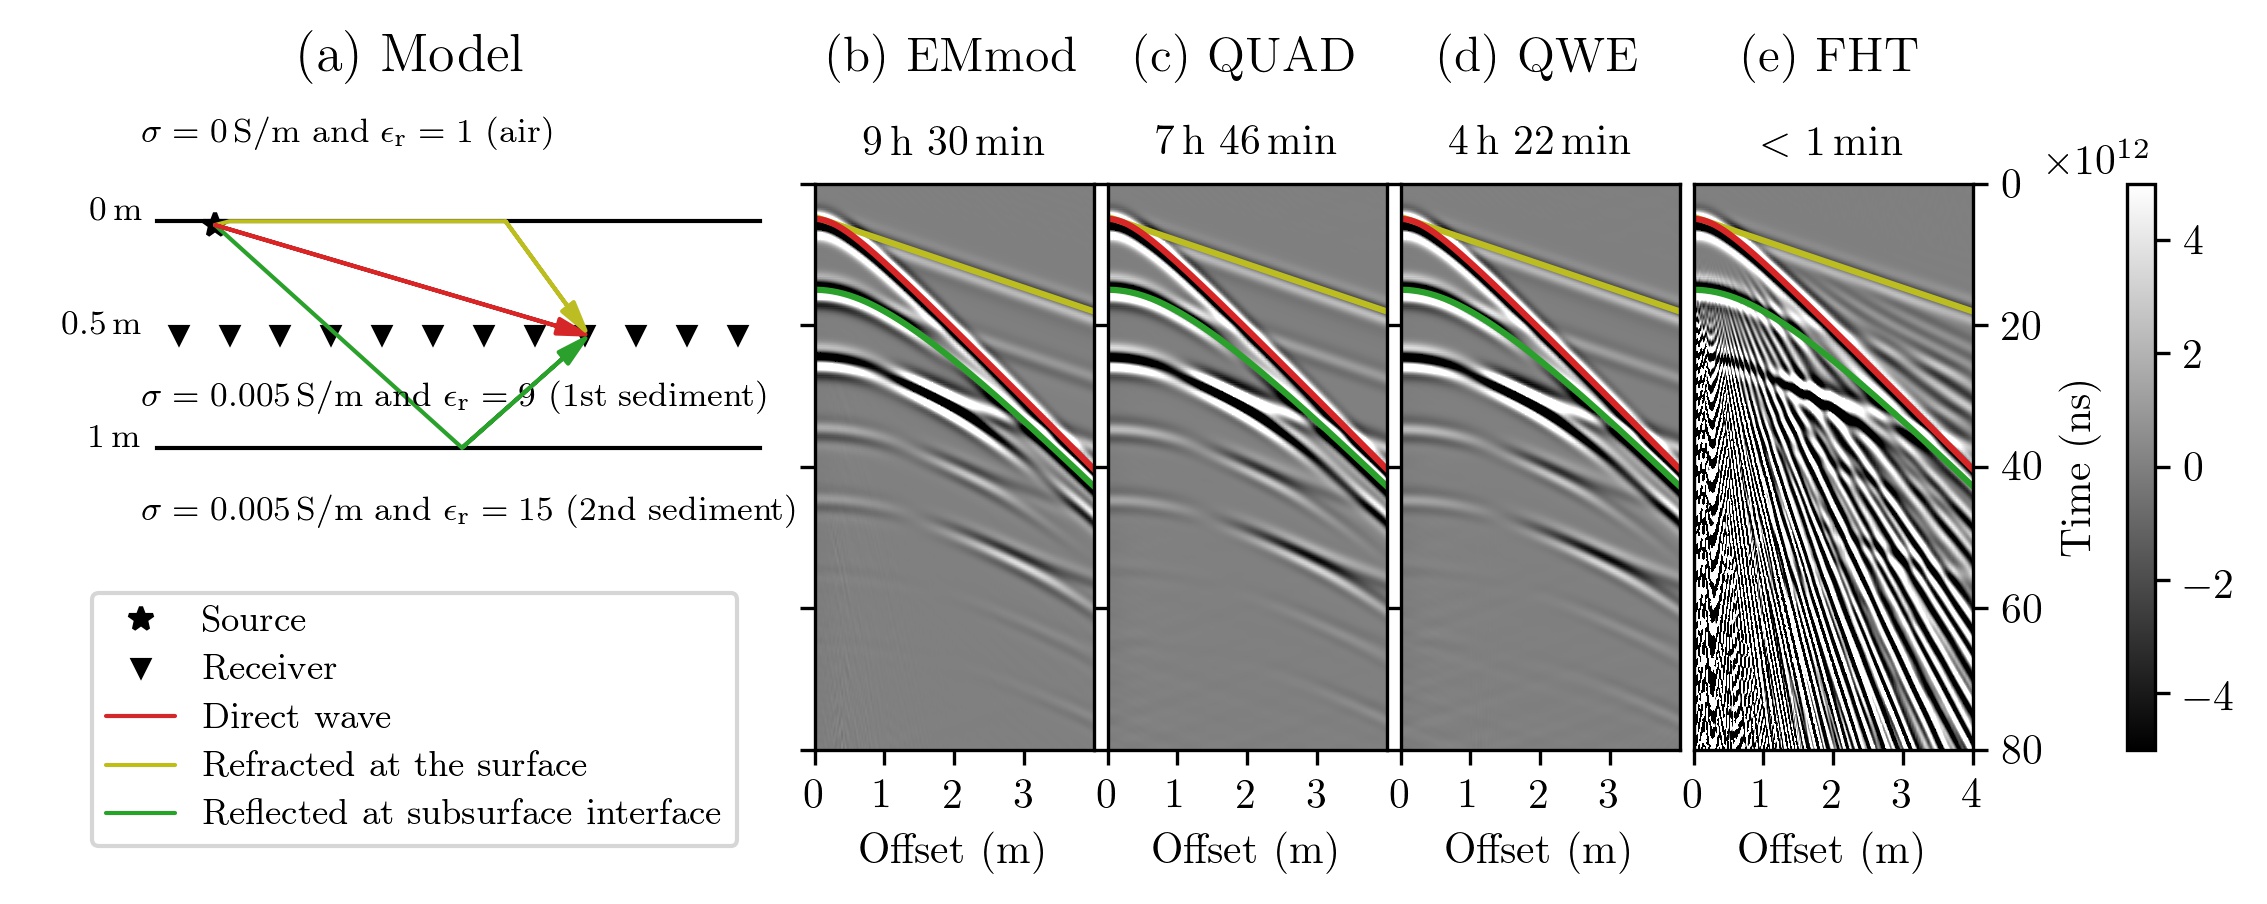 (a) Model
σ = 0 S/m and ϵr = 1 (air)
0 m
0.5 m
σ = 0.005 S/m and ϵr = 9 (1st sediment)
1 m
σ = 0.005 S/m and ϵr = 15 (2nd sediment)
Source
Receiver
Direct wave
Refracted at the surface
Reflected at subsurface interface
(b) EMmod
9 h 30 min
0 1 2 3
Offset (m)
(c) QUAD
7 h 46 min
0 1 2 3
Offset (m)
(d) QWE
4 h 22 min
0 1 2 3
Offset (m)
(e) FHT
< 1 min
0 1 2 3 4
Offset (m)
0
20
40
60
80
Time (ns)
×10¹²
4
2
0
−2
−4